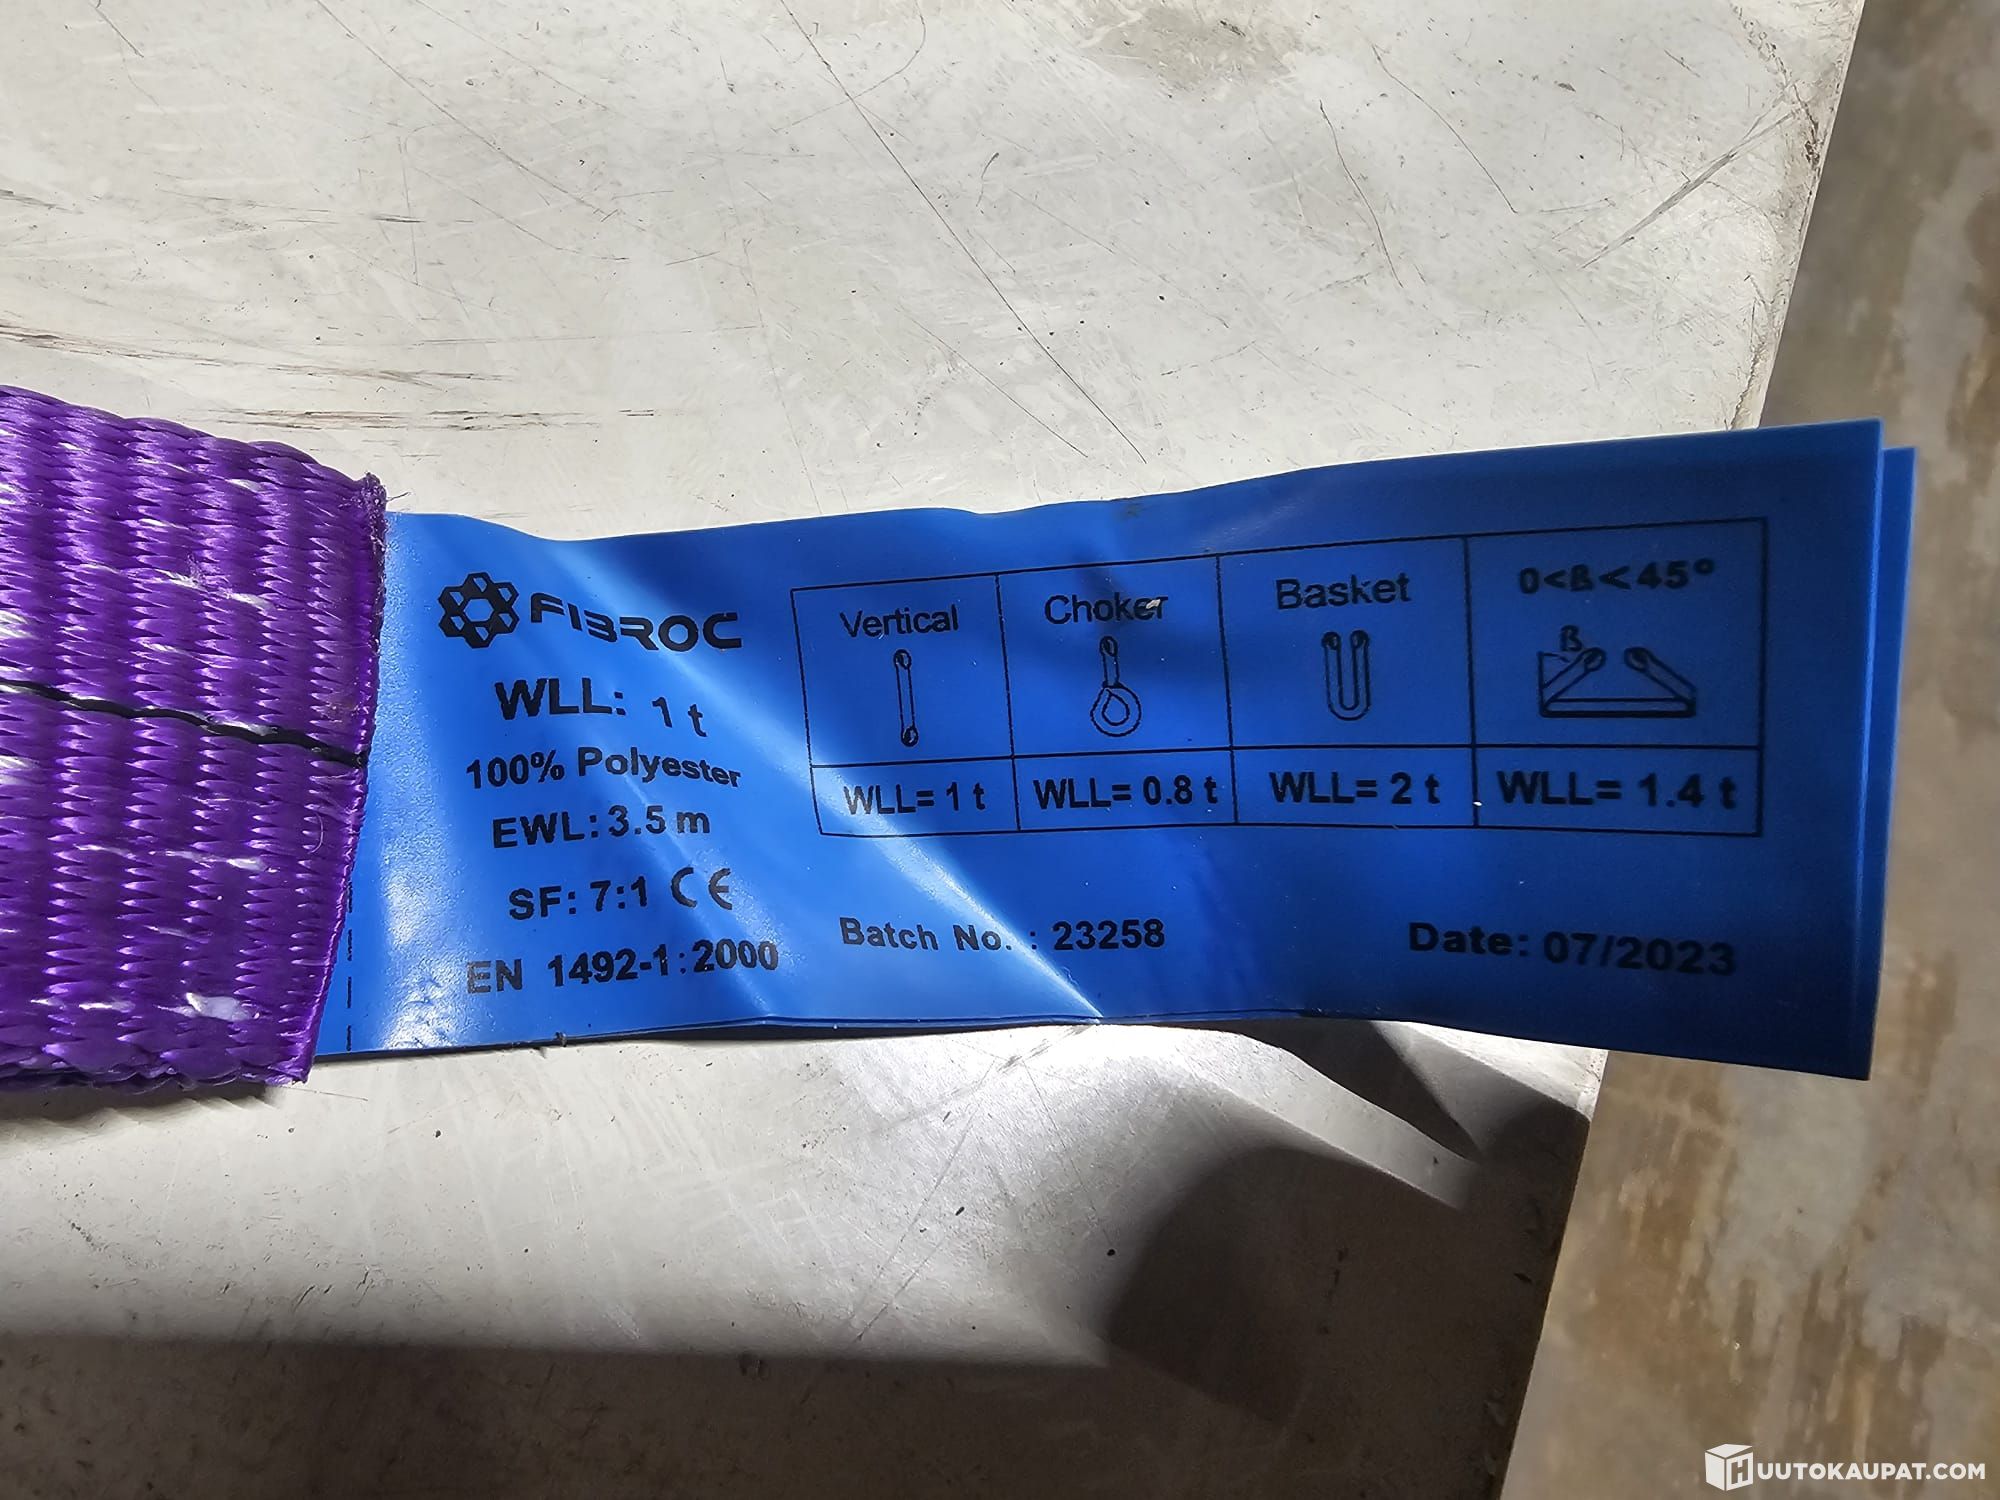 FIBROC
WLL: 1 t
100% Polyester
EWL: 3.5 m
SF: 7:1 CE
EN 1492-1:2000
Vertical
Choker
Basket
0<ß<45°
ß
WLL= 1 t
WLL= 0.8 t
WLL= 2 t
WLL= 1.4 t
Batch No. : 23258
Date: 07/2023
HUUTOKAUPAT.COM